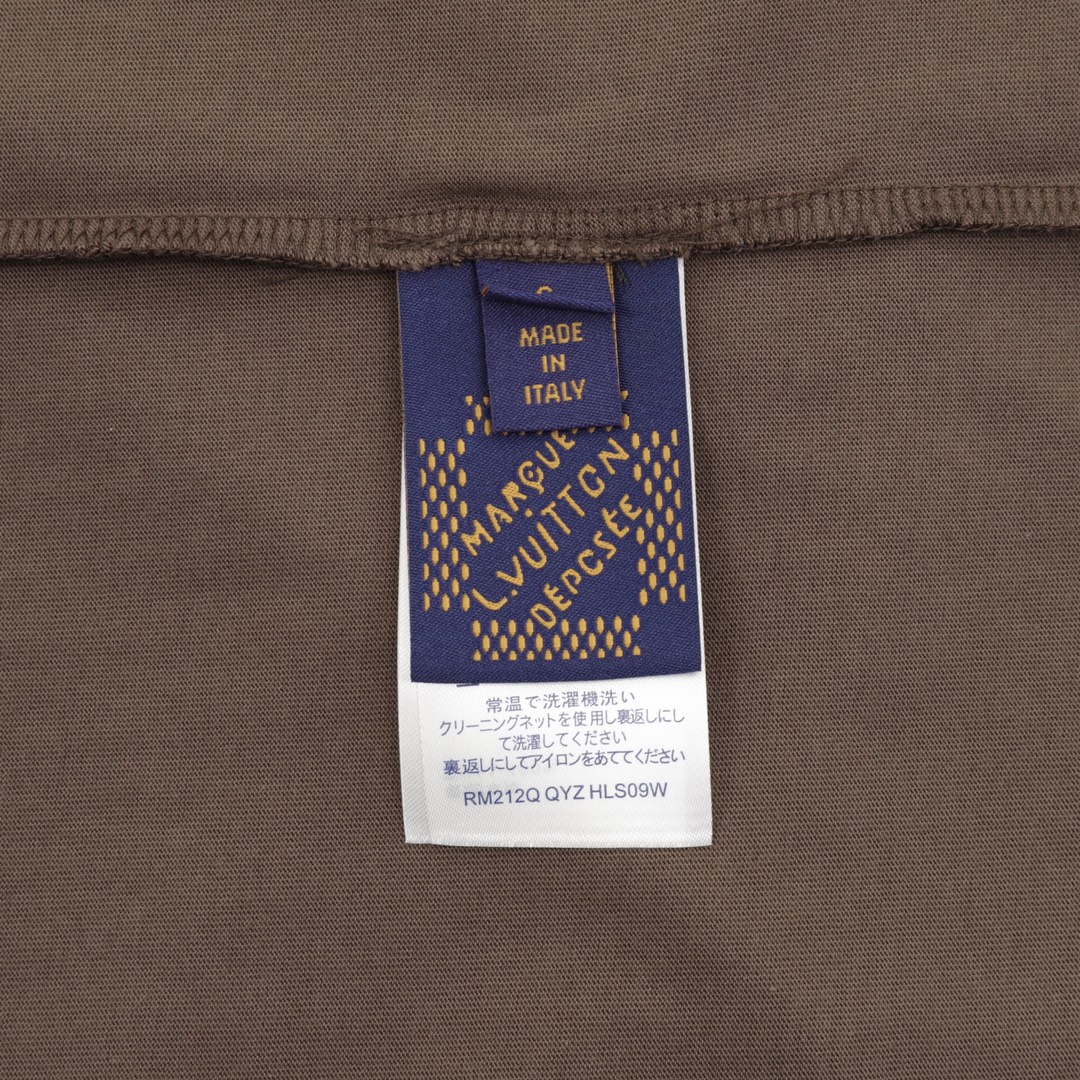 MADE
IN
ITALY
MARQUE
L.VUITTON
DÉPOSÉE
常温で洗濯機洗い
クリーニングネットを使用し裏返しにし
て洗濯してください
裏返しにしてアイロンをあててください
RM212Q QYZ HLS09W